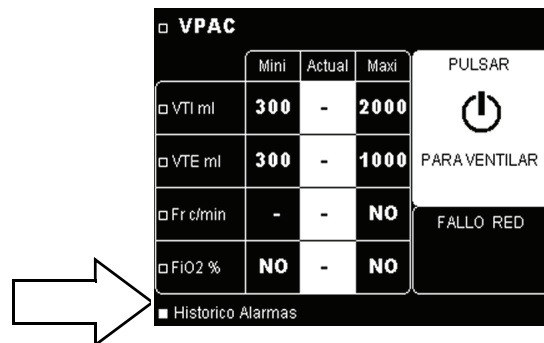 VPAC
Mini Actual Maxi
VTI ml 300 - 2000
VTE ml 300 - 1000
Fr c/min - - NO
FiO2 % NO - NO
PULSAR
PARA VENTILAR
FALLO RED
Historico Alarmas